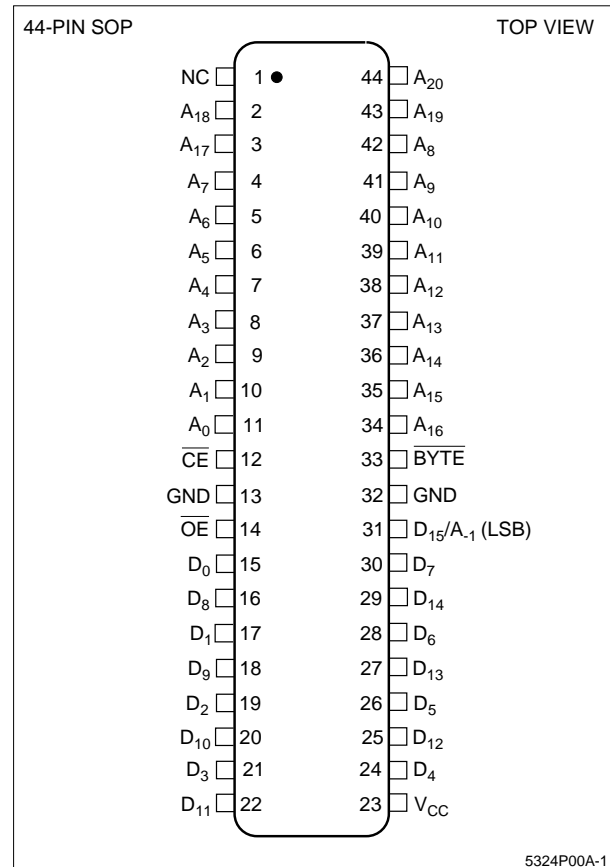 44-PIN SOP TOP VIEW
NC 1 44 A20
A18 2 43 A19
A17 3 42 A8
A7 4 41 A9
A6 5 40 A10
A5 6 39 A11
A4 7 38 A12
A3 8 37 A13
A2 9 36 A14
A1 10 35 A15
A0 11 34 A16
CE 12 33 BYTE
GND 13 32 GND
OE 14 31 D15/A-1 (LSB)
D0 15 30 D7
D8 16 29 D14
D1 17 28 D6
D9 18 27 D13
D2 19 26 D5
D10 20 25 D12
D3 21 24 D4
D11 22 23 VCC
5324P00A-1